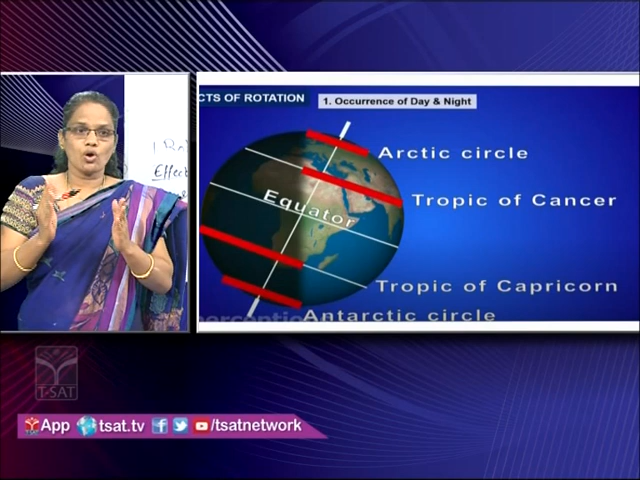 CTS OF ROTATION
1. Occurrence of Day & Night
Arctic circle
Tropic of Cancer
Equator
Tropic of Capricorn
Antarctic circle
T-SAT
App tsat.tv /tsatnetwork